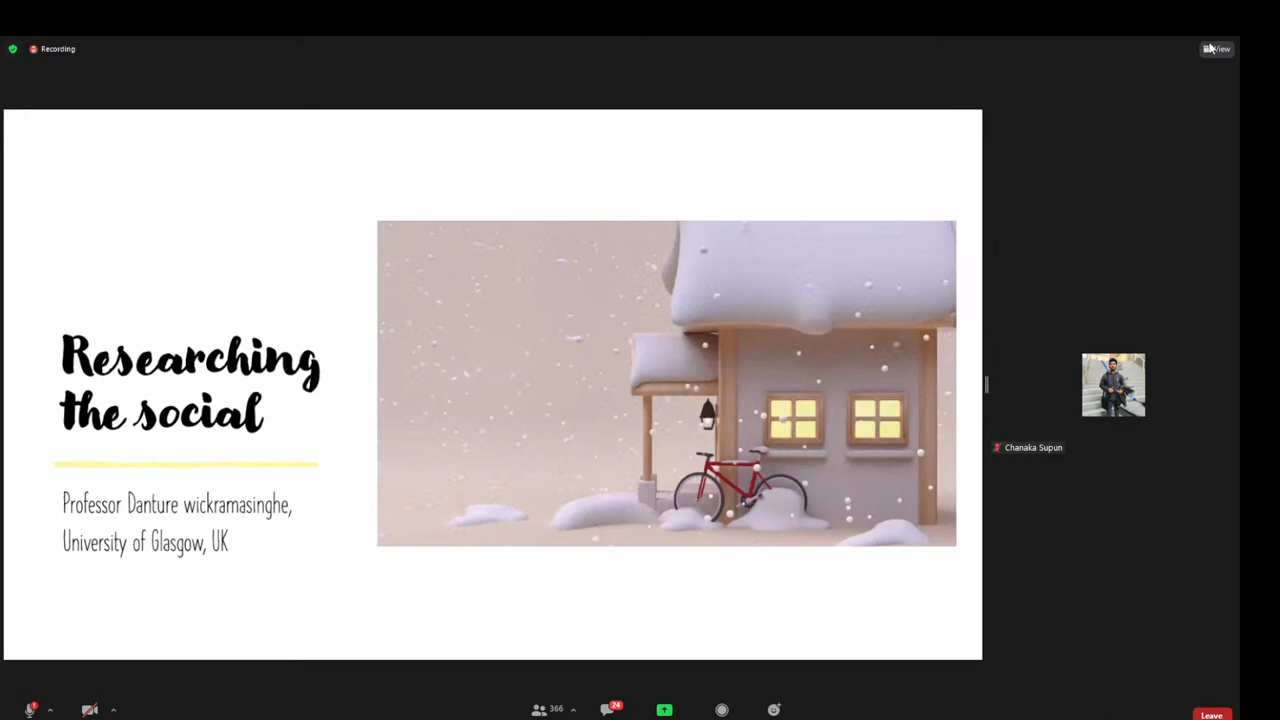 Recording
View
Researching
the social
Professor Danture wickramasinghe,
University of Glasgow, UK
Chanaka Supun
366
24
Leave